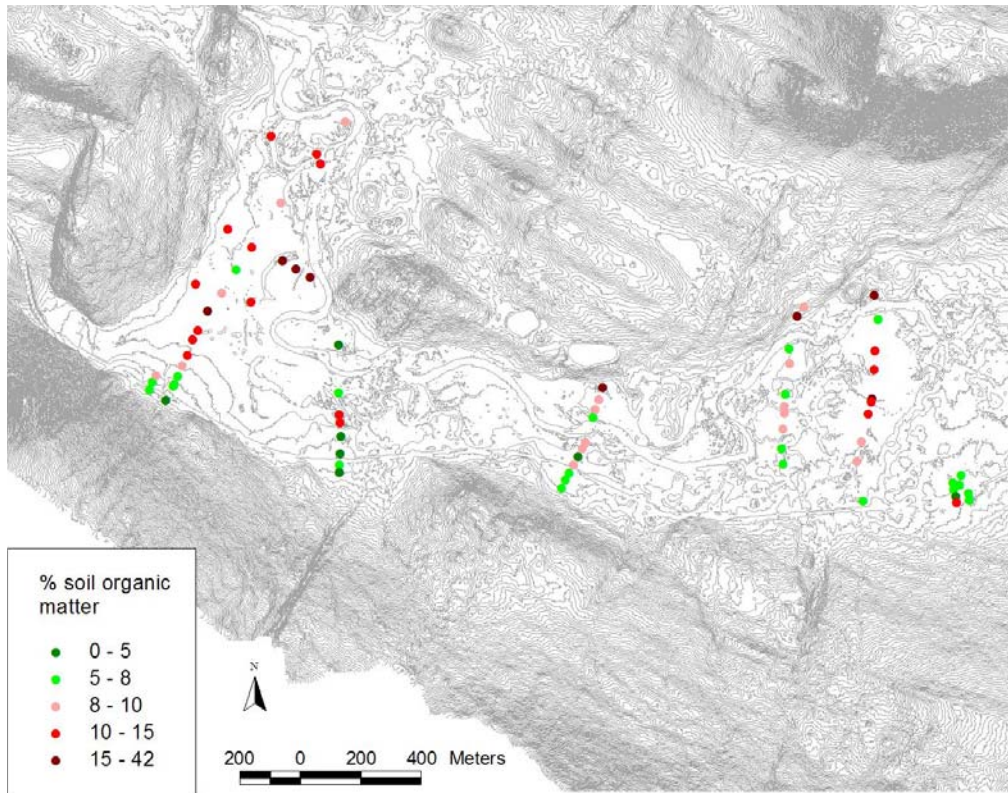 % soil organic
matter
0 - 5
5 - 8
8 - 10
10 - 15
15 - 42
N
200 0 200 400 Meters